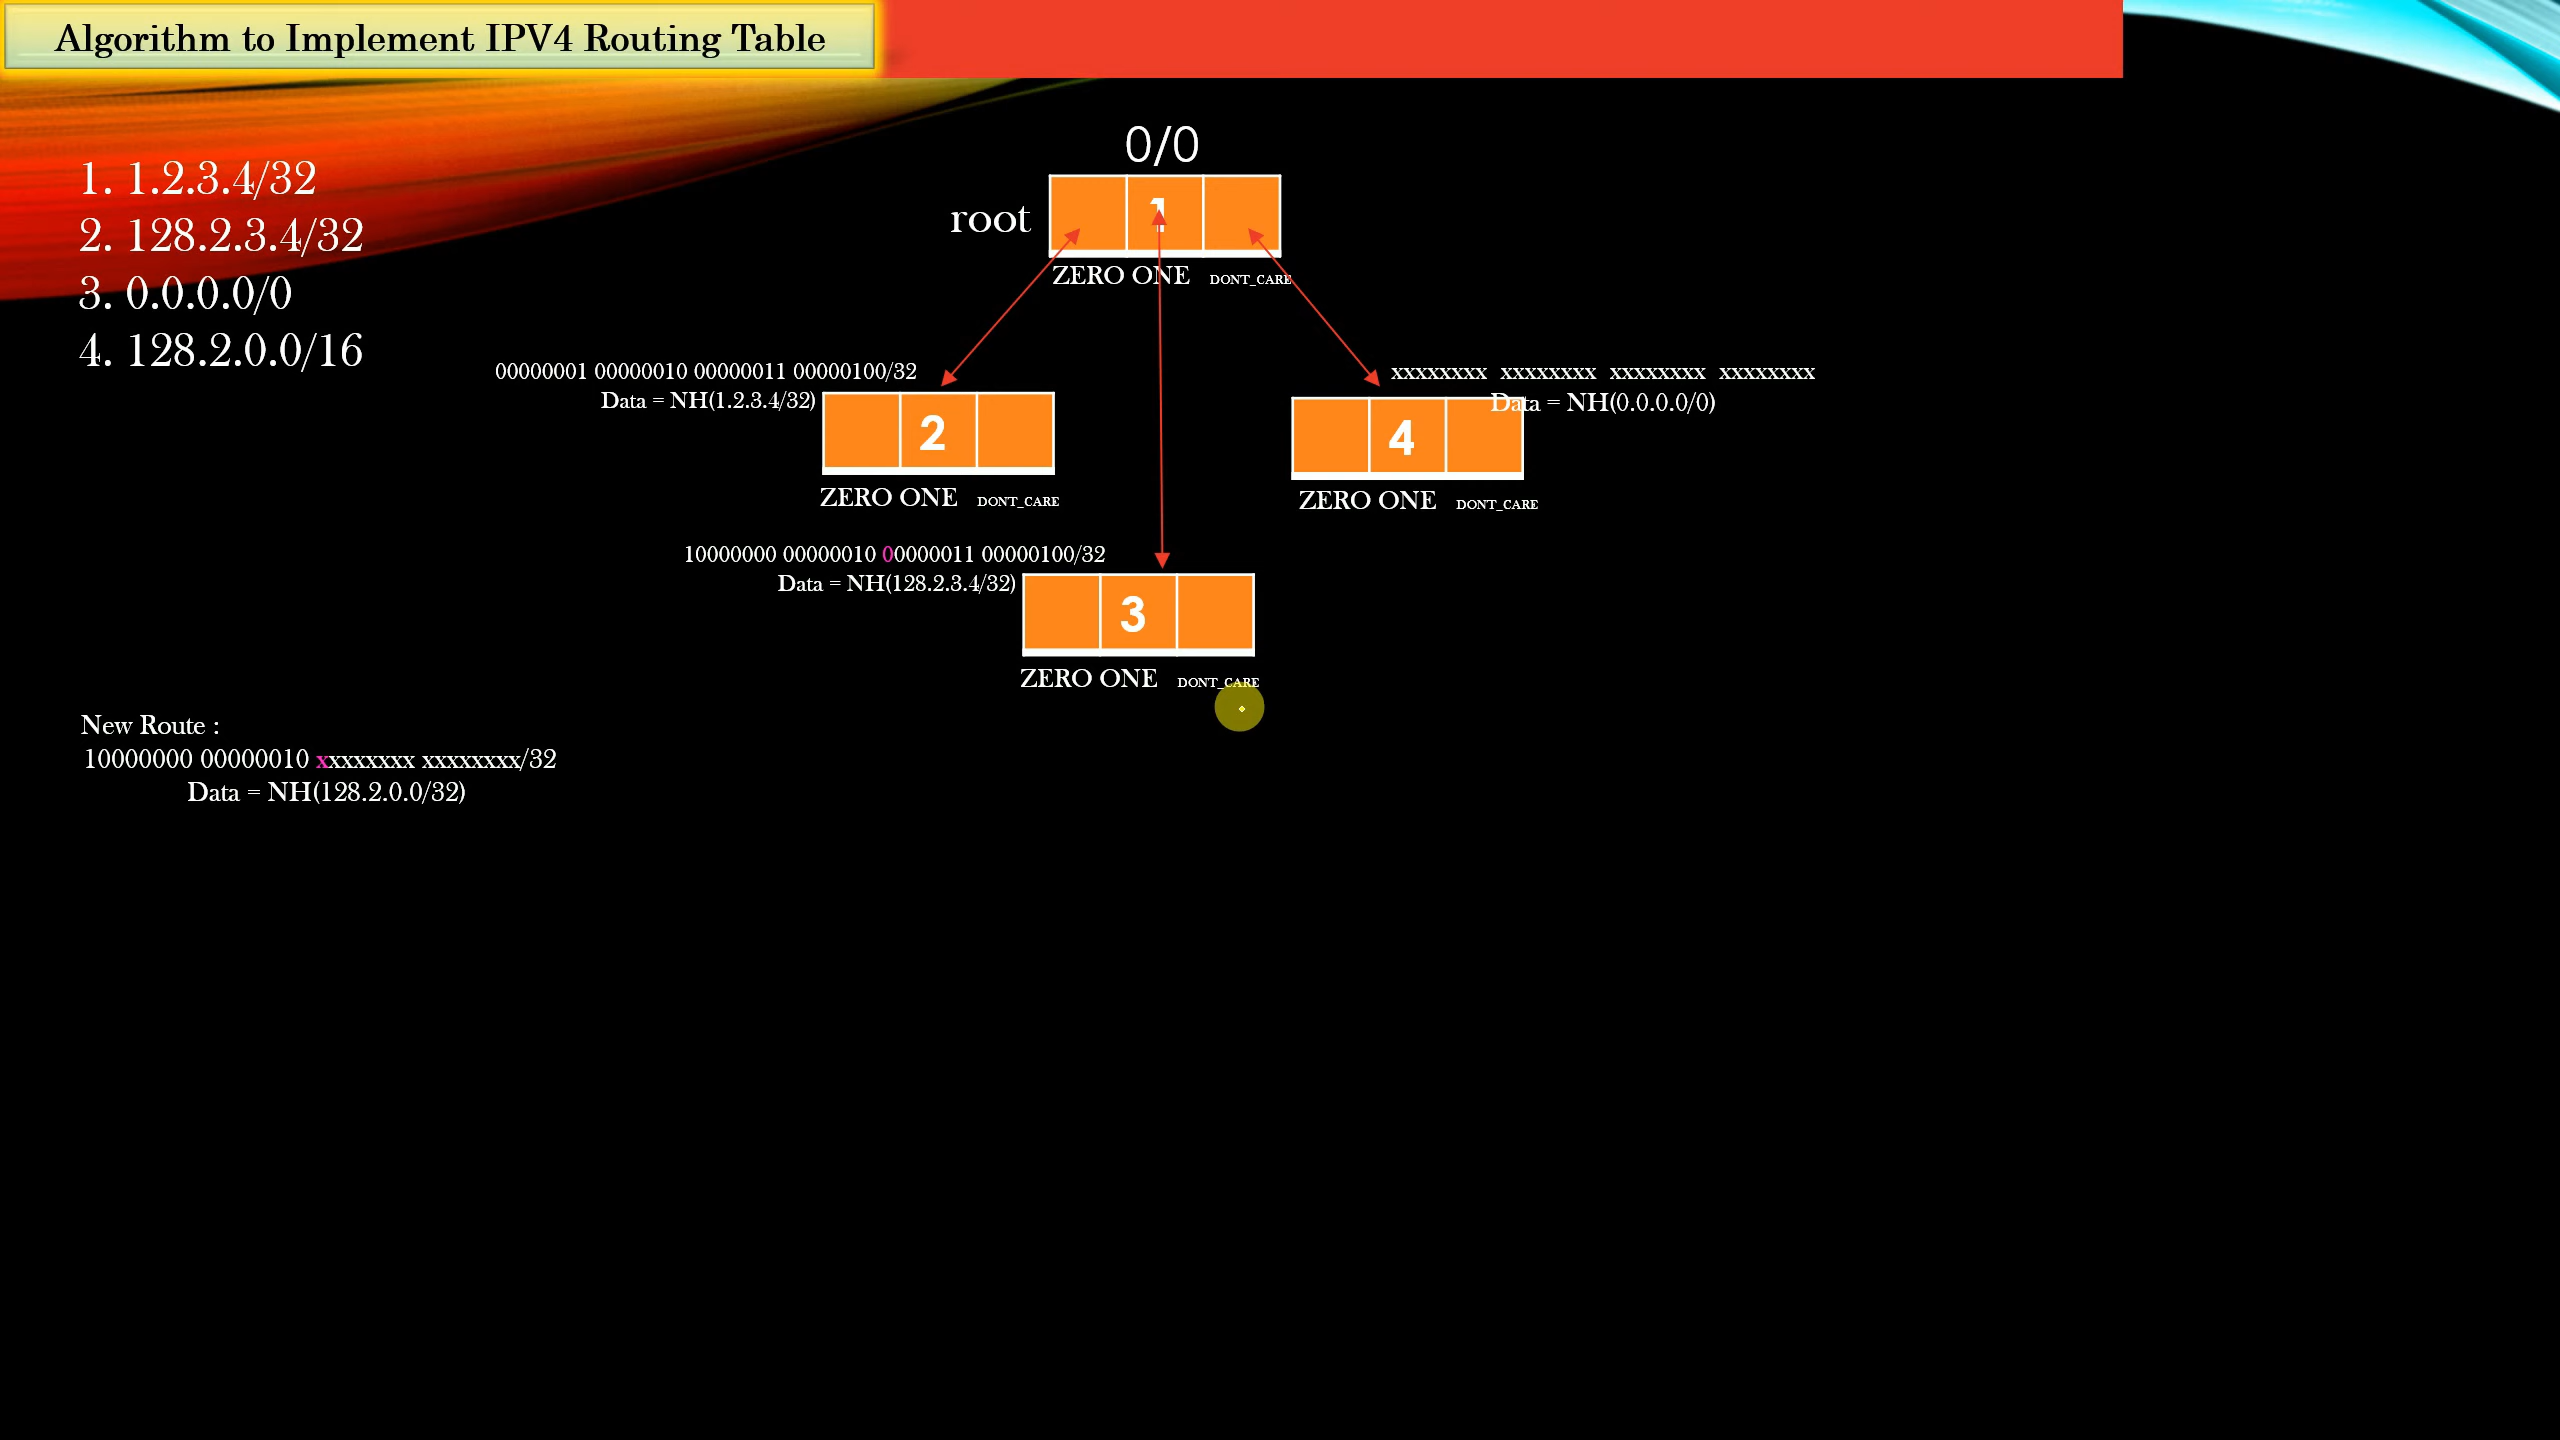 Algorithm to Implement IPV4 Routing Table
1. 1.2.3.4/32
2. 128.2.3.4/32
3. 0.0.0.0/0
4. 128.2.0.0/16
0/0
root
1
ZERO ONE DONT_CARE
00000001 00000010 00000011 00000100/32
Data = NH(1.2.3.4/32)
2
ZERO ONE DONT_CARE
xxxxxxxx xxxxxxxx xxxxxxxx xxxxxxxx
Data = NH(0.0.0.0/0)
4
ZERO ONE DONT_CARE
10000000 00000010 00000011 00000100/32
Data = NH(128.2.3.4/32)
3
ZERO ONE DONT_CARE
New Route :
10000000 00000010 xxxxxxxx xxxxxxxx/32
Data = NH(128.2.0.0/32)